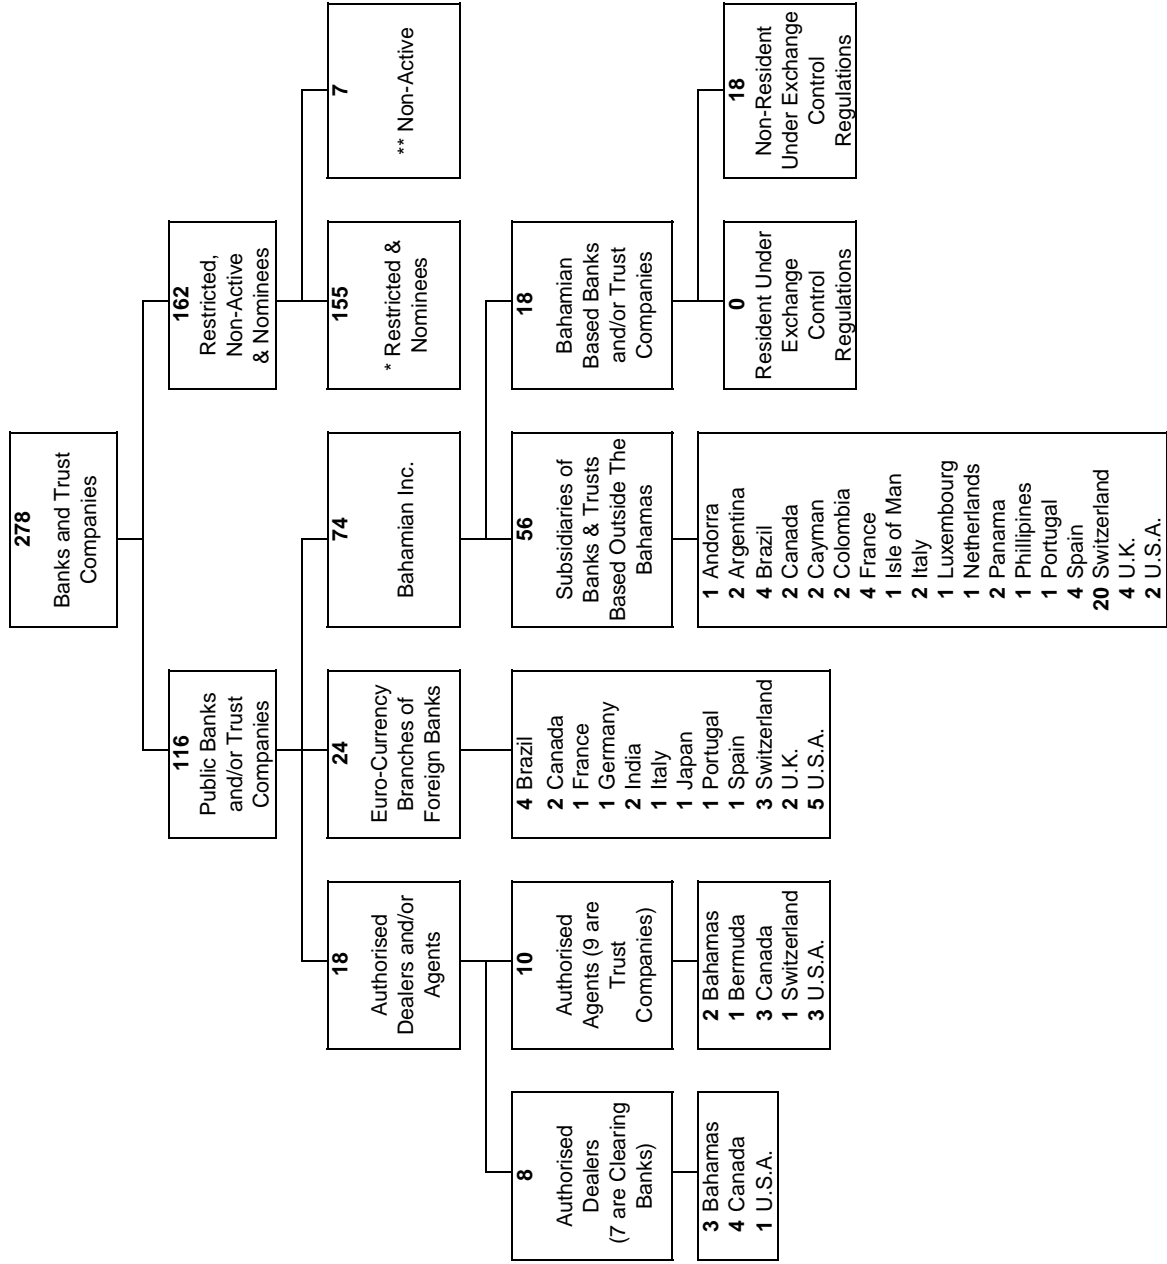 278
Banks and Trust
Companies
116
Public Banks
and/or Trust
Companies
162
Restricted,
Non-Active
& Nominees
18
Authorised
Dealers and/or
Agents
24
Euro-Currency
Branches of
Foreign Banks
74
Bahamian Inc.
155
* Restricted &
Nominees
7
** Non-Active
8
Authorised
Dealers
(7 are Clearing
Banks)
10
Authorised
Agents (9 are
Trust
Companies)
4 Brazil
2 Canada
1 France
1 Germany
2 India
1 Italy
1 Japan
1 Portugal
1 Spain
3 Switzerland
2 U.K.
5 U.S.A.
56
Subsidiaries of
Banks & Trusts
Based Outside The
Bahamas
18
Bahamian
Based Banks
and/or Trust
Companies
3 Bahamas
4 Canada
1 U.S.A.
2 Bahamas
1 Bermuda
3 Canada
1 Switzerland
3 U.S.A.
1 Andorra
2 Argentina
4 Brazil
2 Canada
2 Cayman
2 Colombia
4 France
1 Isle of Man
2 Italy
1 Luxembourg
1 Netherlands
2 Panama
1 Phillipines
1 Portugal
4 Spain
20 Switzerland
4 U.K.
2 U.S.A.
0
Resident Under
Exchange
Control
Regulations
18
Non-Resident
Under Exchange
Control
Regulations